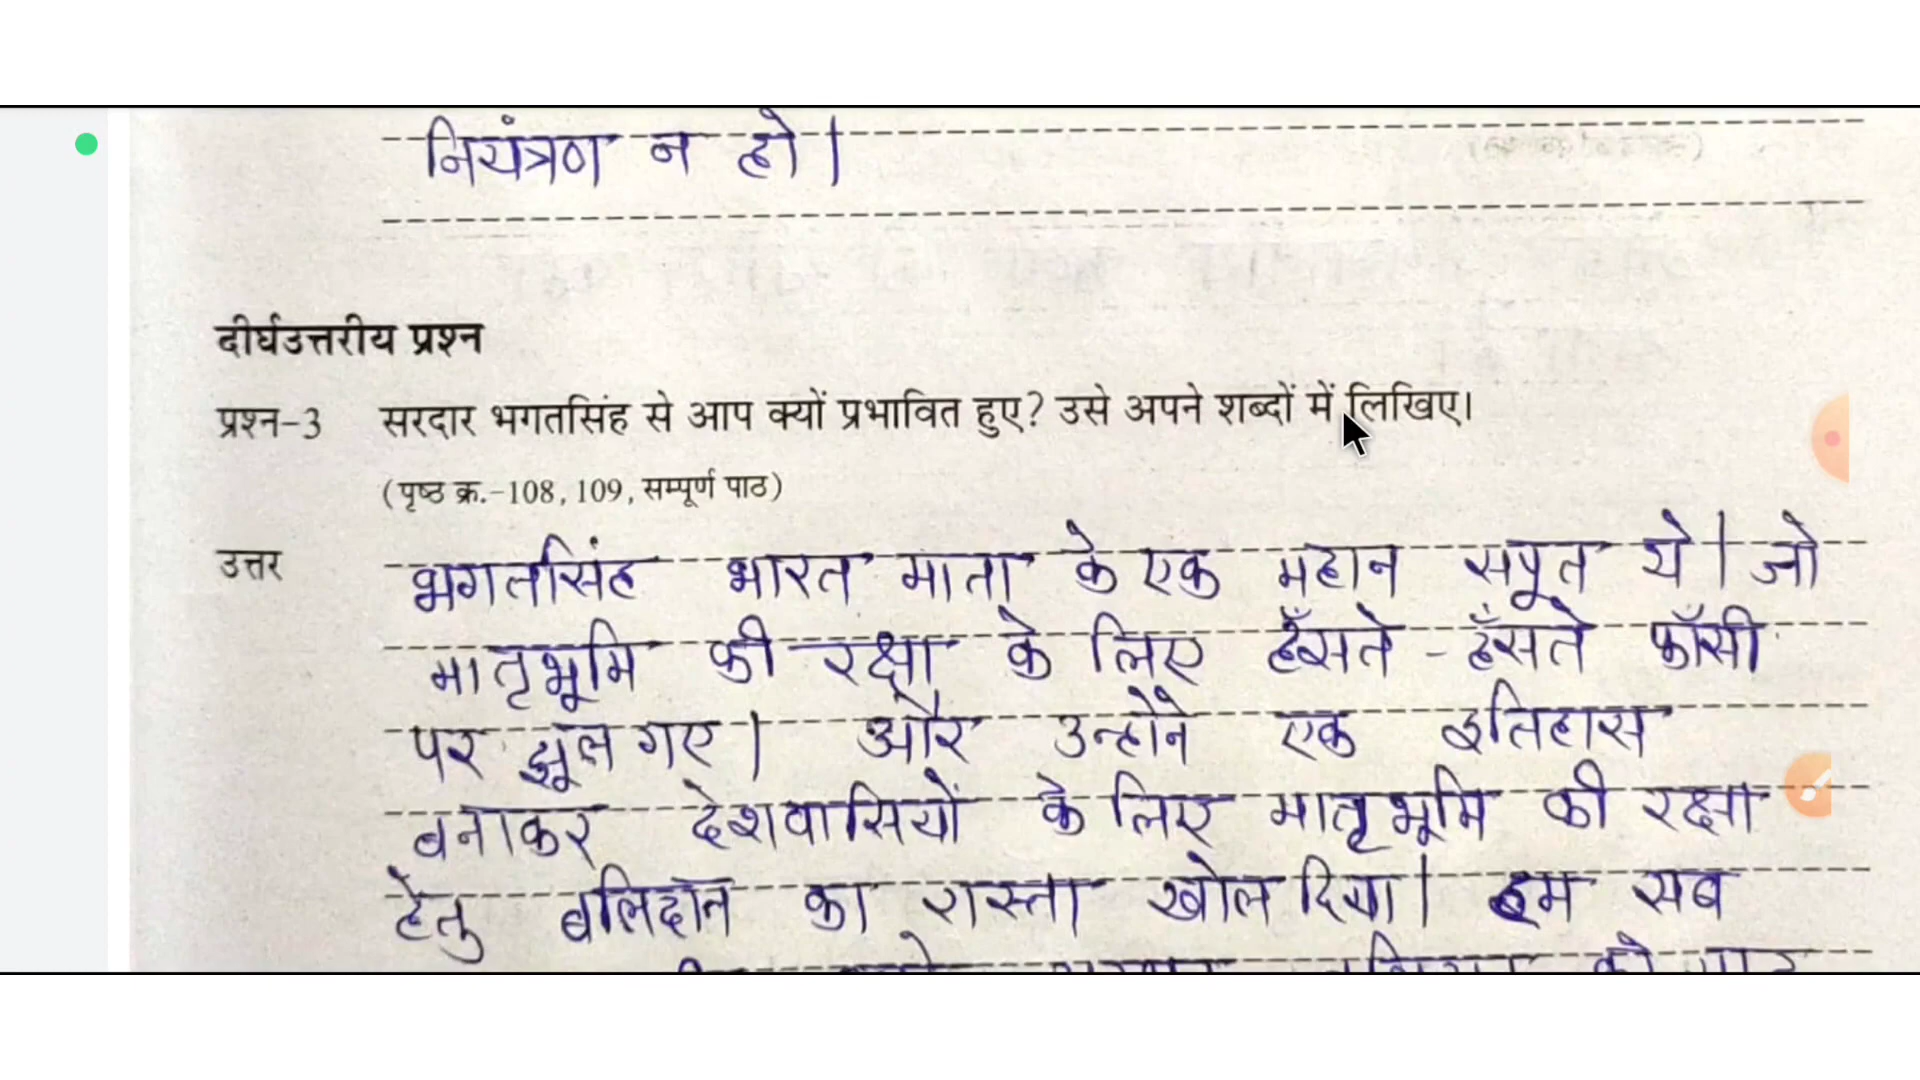 नियंत्रण न हो।
दीर्घउत्तरीय प्रश्न
प्रश्न-3 सरदार भगतसिंह से आप क्यों प्रभावित हुए? उसे अपने शब्दों में लिखिए।
(पृष्ठ क्र.-108, 109, सम्पूर्ण पाठ)
उत्तर भगतसिंह भारत माता के एक महान सपूत थे। जो
मातृभूमि की रक्षा के लिए हँसते - हँसते फाँसी
पर झूल गए। और उन्होंने एक इतिहास
बनाकर देशवासियों के लिए मातृभूमि की रक्षा
हेतु बलिदान का रास्ता खोल दिया। हम सब